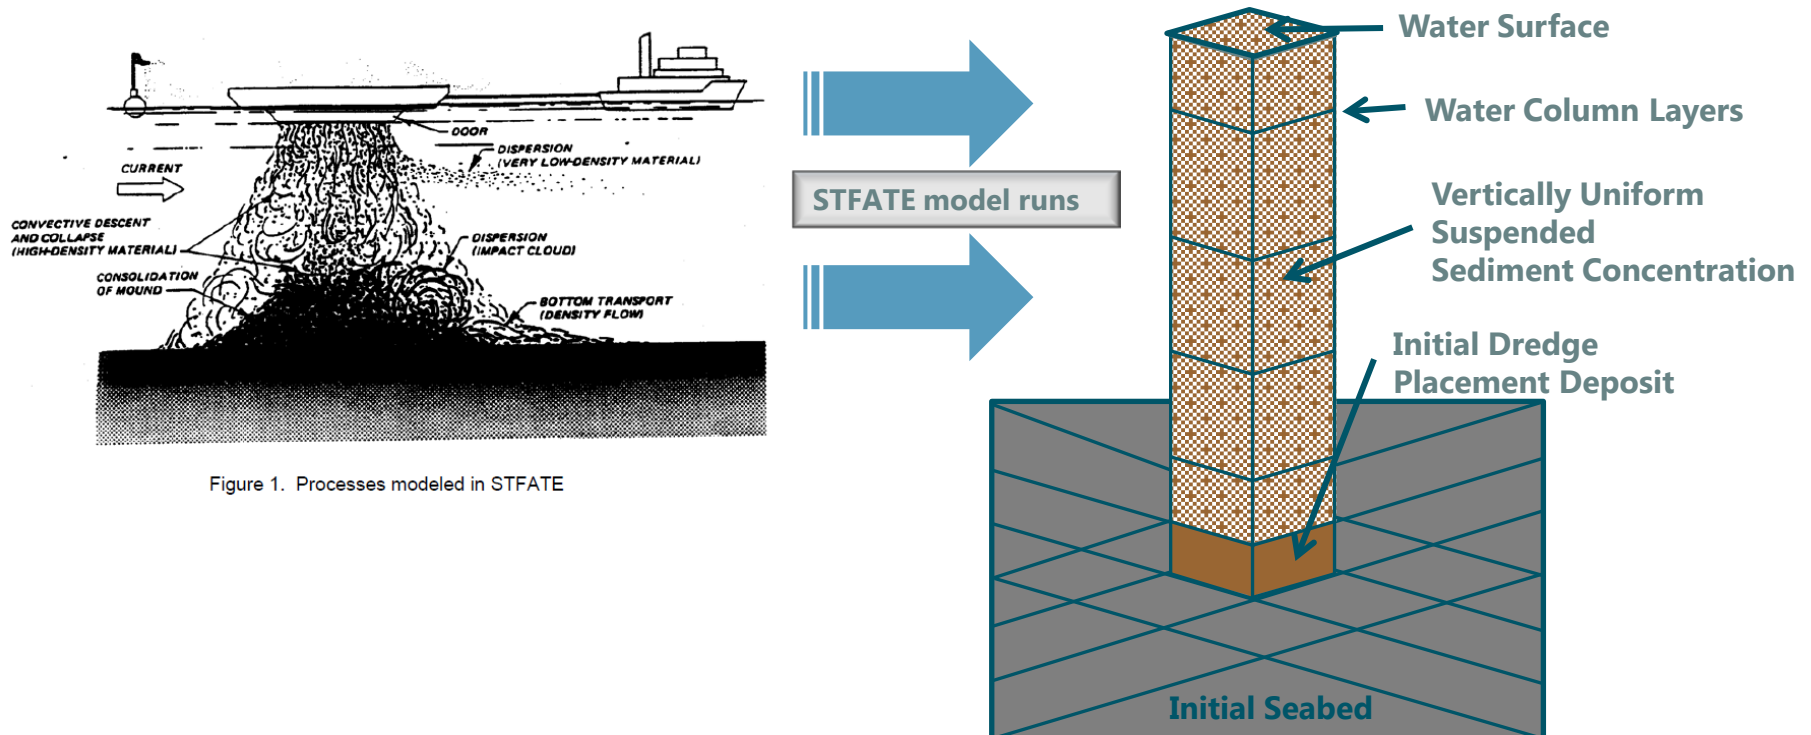 DOOR
DISPERSION
(VERY LOW-DENSITY MATERIAL)
CURRENT
CONVECTIVE DESCENT
AND COLLAPSE
(HIGH-DENSITY MATERIAL)
DISPERSION
(IMPACT CLOUD)
CONSOLIDATION
OF MOUND
BOTTOM TRANSPORT
(DENSITY FLOW)
Figure 1. Processes modeled in STFATE
STFATE model runs
Water Surface
Water Column Layers
Vertically Uniform
Suspended
Sediment Concentration
Initial Dredge
Placement Deposit
Initial Seabed